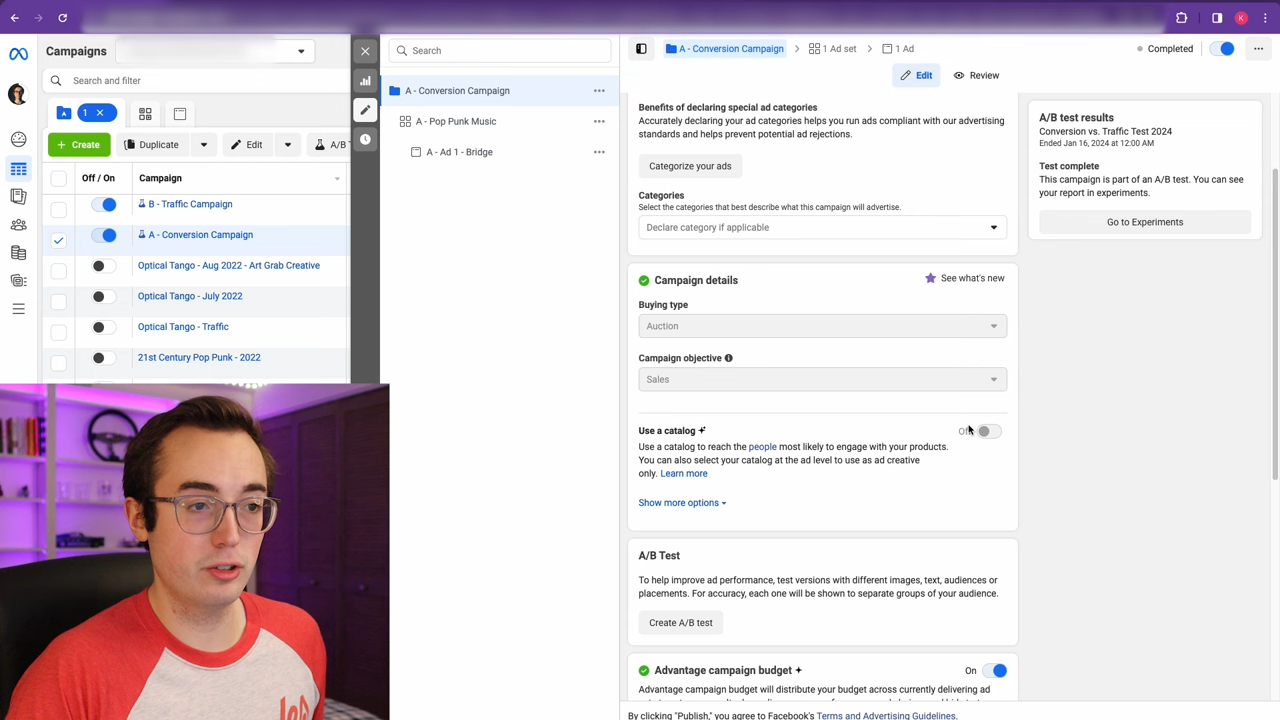 Campaigns
Search and filter
1
+ Create
Duplicate
Edit
A/B T
Off / On
Campaign
B - Traffic Campaign
A - Conversion Campaign
Optical Tango - Aug 2022 - Art Grab Creative
Optical Tango - July 2022
Optical Tango - Traffic
21st Century Pop Punk - 2022
Search
A - Conversion Campaign
A - Pop Punk Music
A - Ad 1 - Bridge
A - Conversion Campaign
1 Ad set
1 Ad
Completed
K
Edit
Review
Benefits of declaring special ad categories
Accurately declaring your ad categories helps you run ads compliant with our advertising
standards and helps prevent potential ad rejections.
Categorize your ads
Categories
Select the categories that best describe what this campaign will advertise.
Declare category if applicable
Campaign details
See what's new
Buying type
Auction
Campaign objective
Sales
Use a catalog
Use a catalog to reach the people most likely to engage with your products.
You can also select your catalog at the ad level to use as ad creative
only. Learn more
Show more options
A/B Test
To help improve ad performance, test versions with different images, text, audiences or
placements. For accuracy, each one will be shown to separate groups of your audience.
Create A/B test
Advantage campaign budget
On
Advantage campaign budget will distribute your budget across currently delivering ad
By clicking "Publish," you agree to Facebook's Terms and Advertising Guidelines.
A/B test results
Conversion vs. Traffic Test 2024
Ended Jan 16, 2024 at 12:00 AM
Test complete
This campaign is part of an A/B test. You can see
your report in experiments.
Go to Experiments